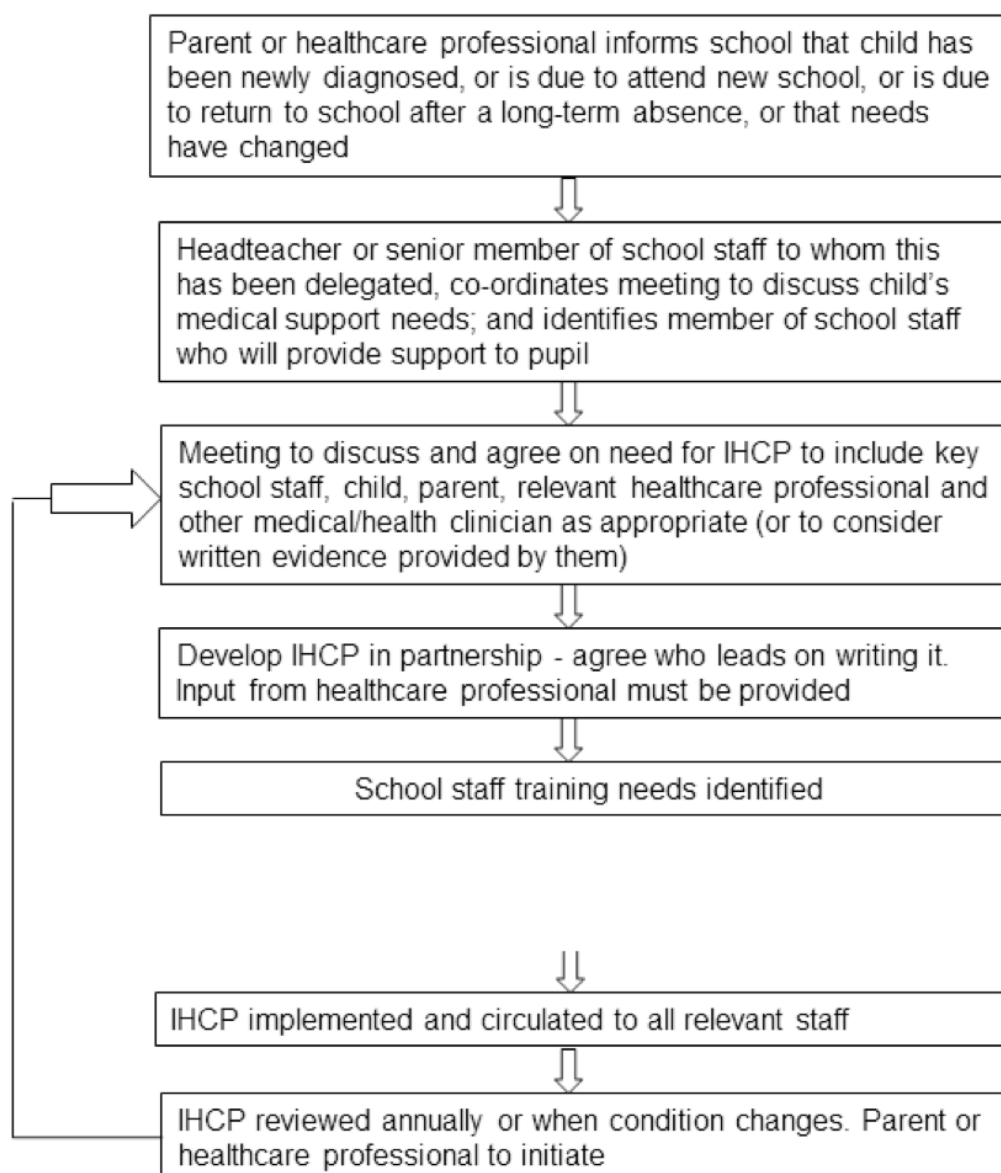 Parent or healthcare professional informs school that child has
been newly diagnosed, or is due to attend new school, or is due
to return to school after a long-term absence, or that needs
have changed
Headteacher or senior member of school staff to whom this
has been delegated, co-ordinates meeting to discuss child's
medical support needs; and identifies member of school staff
who will provide support to pupil
Meeting to discuss and agree on need for IHCP to include key
school staff, child, parent, relevant healthcare professional and
other medical/health clinician as appropriate (or to consider
written evidence provided by them)
Develop IHCP in partnership - agree who leads on writing it.
Input from healthcare professional must be provided
School staff training needs identified
IHCP implemented and circulated to all relevant staff
IHCP reviewed annually or when condition changes. Parent or
healthcare professional to initiate